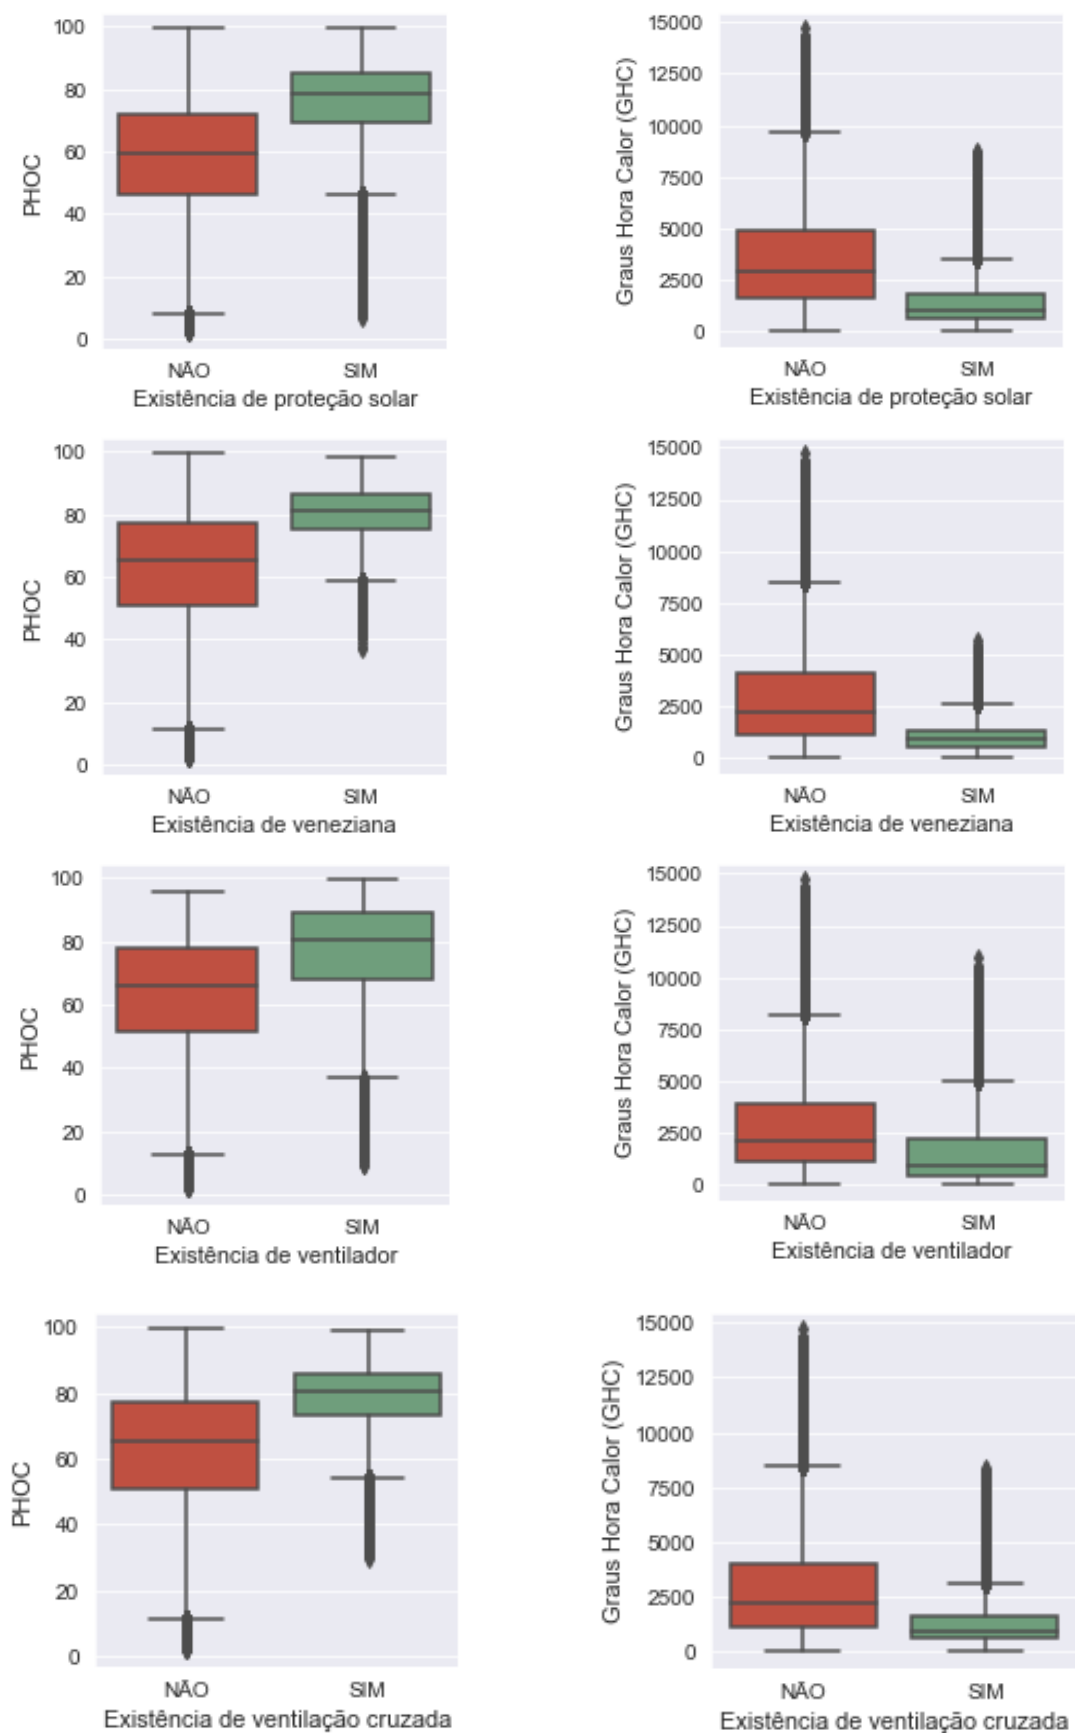 100
80
60
40
20
0
PHOC
NÃO SIM
Existência de proteção solar
15000
12500
10000
7500
5000
2500
0
Graus Hora Calor (GHC)
NÃO SIM
Existência de proteção solar
100
80
60
40
20
0
PHOC
NÃO SIM
Existência de veneziana
15000
12500
10000
7500
5000
2500
0
Graus Hora Calor (GHC)
NÃO SIM
Existência de veneziana
100
80
60
40
20
0
PHOC
NÃO SIM
Existência de ventilador
15000
12500
10000
7500
5000
2500
0
Graus Hora Calor (GHC)
NÃO SIM
Existência de ventilador
100
80
60
40
20
0
PHOC
NÃO SIM
Existência de ventilação cruzada
15000
12500
10000
7500
5000
2500
0
Graus Hora Calor (GHC)
NÃO SIM
Existência de ventilação cruzada